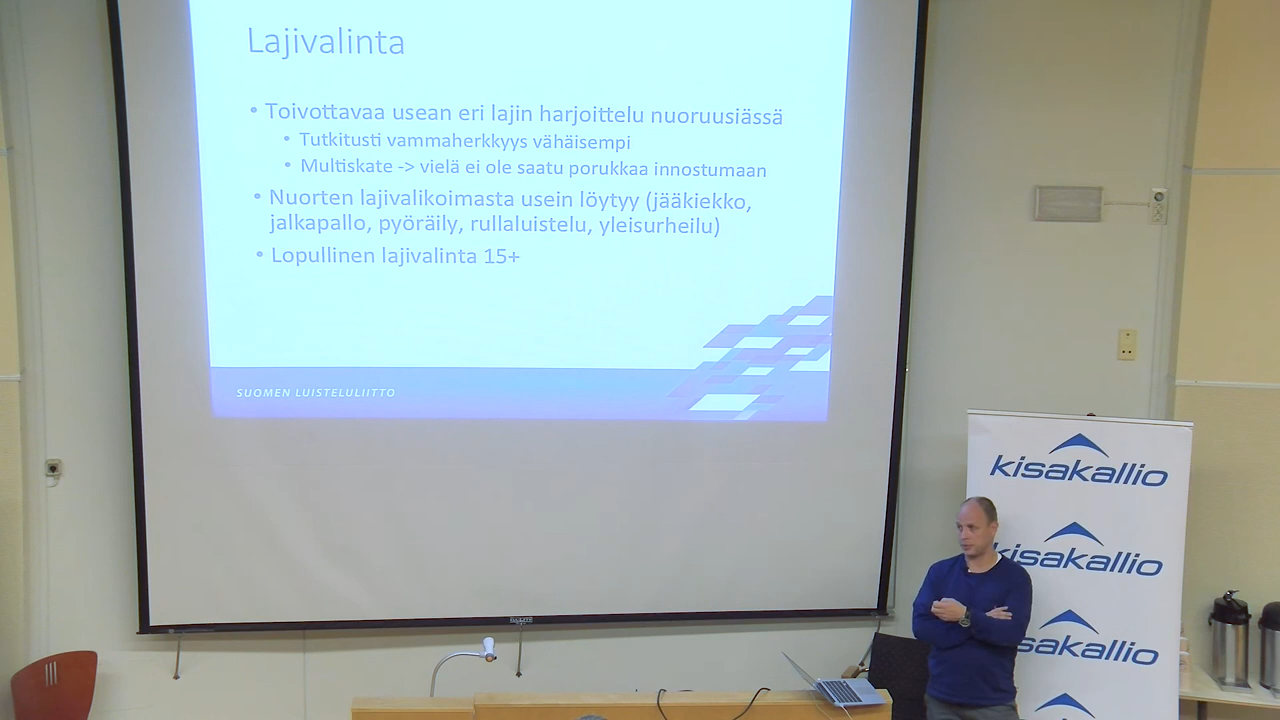 Lajivalinta
• Toivottavaa usean eri lajin harjoittelu nuoruusiässä
• Tutkitusti vammaherkkyys vähäisempi
• Multiskate -> vielä ei ole saatu porukkaa innostumaan
• Nuorten lajivalikoimasta usein löytyy (jääkiekko,
jalkapallo, pyöräily, rullaluistelu, yleisurheilu)
• Lopullinen lajivalinta 15+
SUOMEN LUISTELULIITTO
kisakallio
kisakallio
isakallio